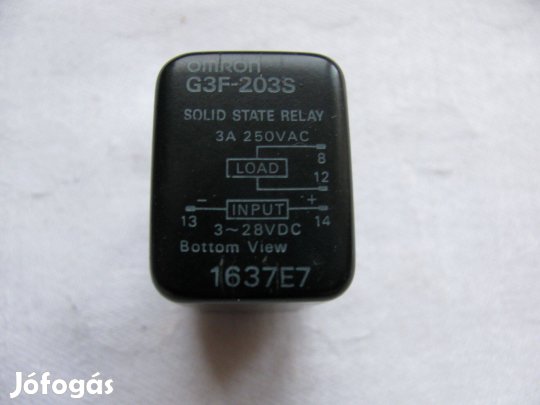 OMRON
G3F-203S
SOLID STATE RELAY
3A 250VAC
8
LOAD
12
- INPUT +
13 14
3~28VDC
Bottom View
1637E7
Jófogás